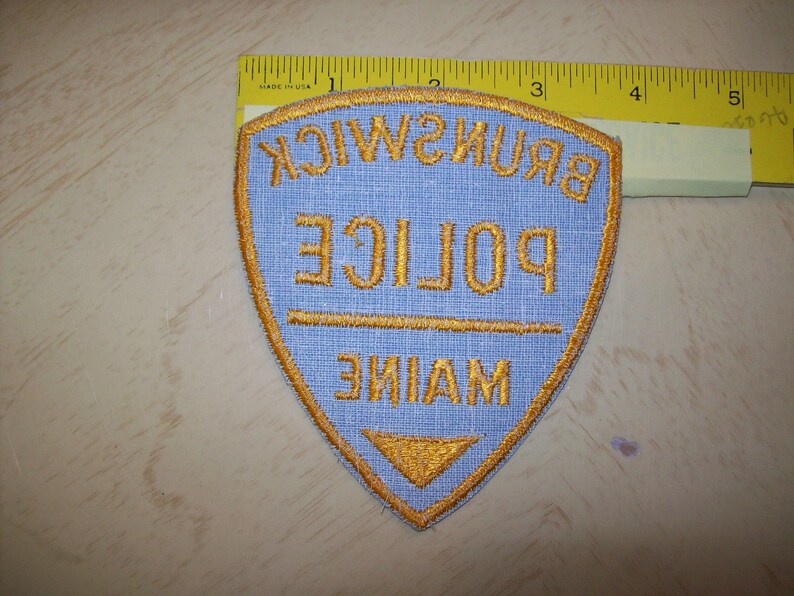 1 2 3 4 5
MADE IN USA
BRUNSWICK
POLICE
MAINE